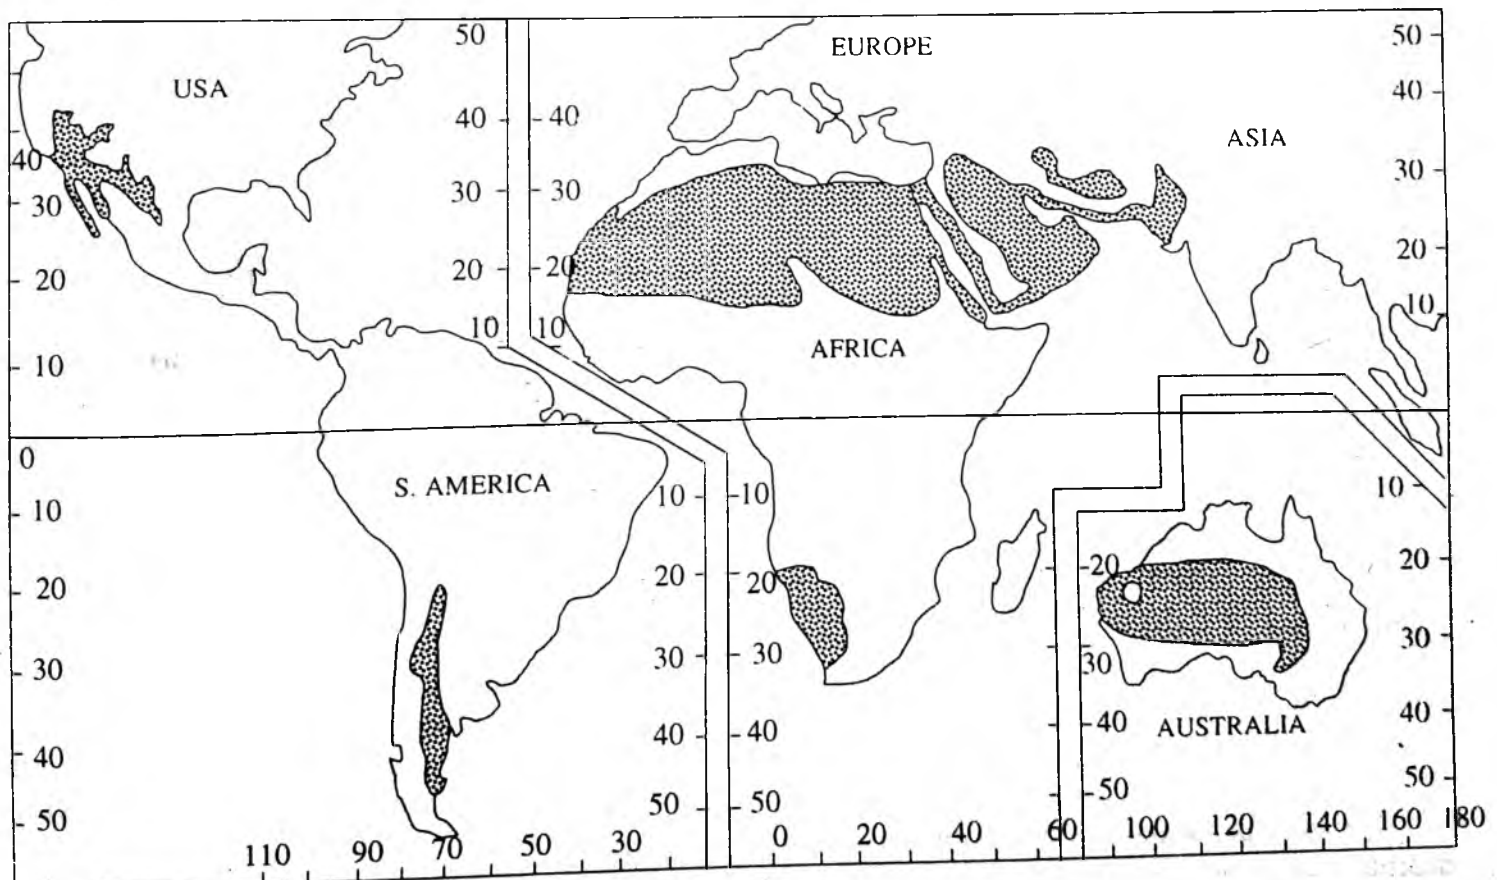 50 EUROPE 50
USA 40 40 40
ASIA
40 30 30 30
30
20 20 20 20
10 10 AFRICA 10
10
0
S. AMERICA 10 10 10
10
20 20 20 20 20
30 30 30 30 30
40 40 40 40 AUSTRALIA 40
50 50 50 50 50
110 90 70 50 30 0 20 40 60 100 120 140 160 180